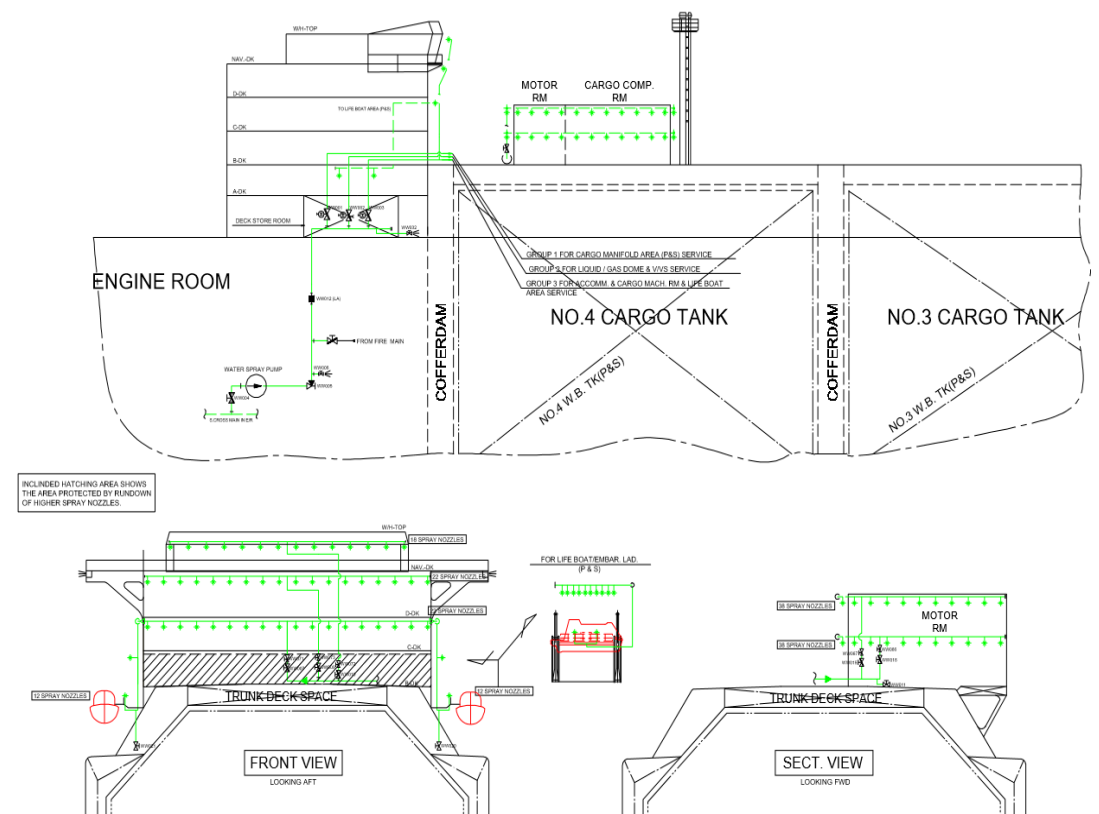 W/H-TOP
NAV.-DK
D-DK
TO LIFE BOAT AREA (P&S)
C-DK
B-DK
A-DK
DECK STORE ROOM
MOTOR
RM
CARGO COMP.
RM
GROUP 1 FOR CARGO MANIFOLD AREA (P&S) SERVICE
GROUP 2 FOR LIQUID / GAS DOME & V/VS SERVICE
GROUP 3 FOR ACCOMM. & CARGO MACH. RM & LIFE BOAT
AREA SERVICE
ENGINE ROOM
FROM FIRE MAIN
WATER SPRAY PUMP
COFFERDAM
NO.4 CARGO TANK
NO.4 W.B. TK(P&S)
COFFERDAM
NO.3 CARGO TANK
NO.3 W.B. TK(P&S)
INCLINDED HATCHING AREA SHOWS
THE AREA PROTECTED BY RUNDOWN
OF HIGHER SPRAY NOZZLES.
W/H-TOP
18 SPRAY NOZZLES
NAV.-DK
22 SPRAY NOZZLES
D-DK
SPRAY NOZZLES
C-DK
12 SPRAY NOZZLES
TRUNK DECK SPACE
SPRAY NOZZLES
FRONT VIEW
LOOKING AFT
FOR LIFE BOAT/EMBAR. LAD.
(P & S)
38 SPRAY NOZZLES
38 SPRAY NOZZLES
MOTOR
RM
TRUNK DECK SPACE
SECT. VIEW
LOOKING FWD